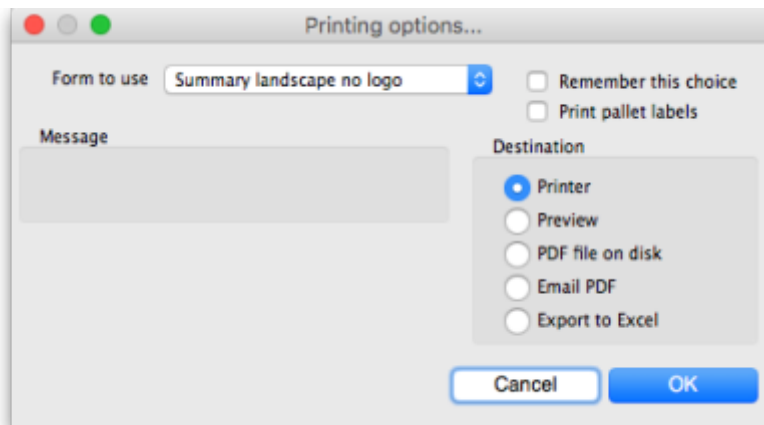 Printing options...
Form to use Summary landscape no logo
Remember this choice
Print pallet labels
Message
Destination
Printer
Preview
PDF file on disk
Email PDF
Export to Excel
Cancel OK